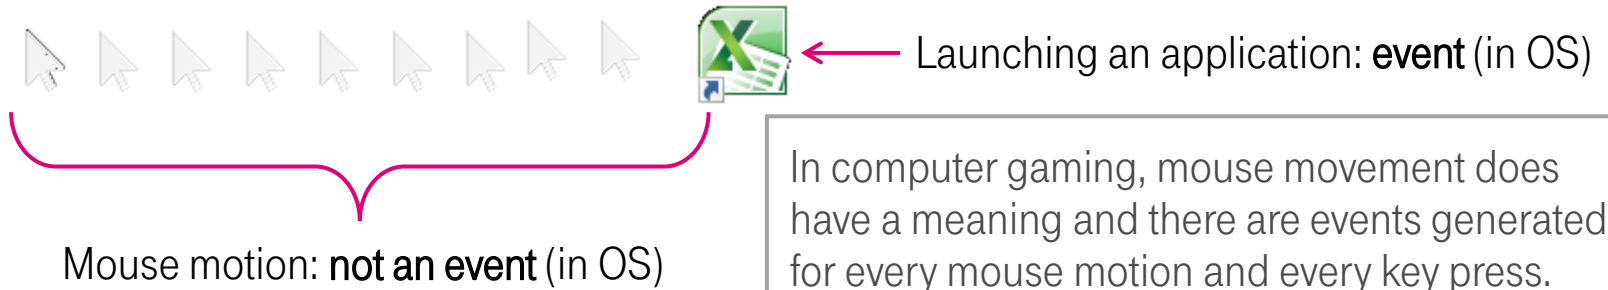 Launching an application: event (in OS)
In computer gaming, mouse movement does
have a meaning and there are events generated
for every mouse motion and every key press.
Mouse motion: not an event (in OS)